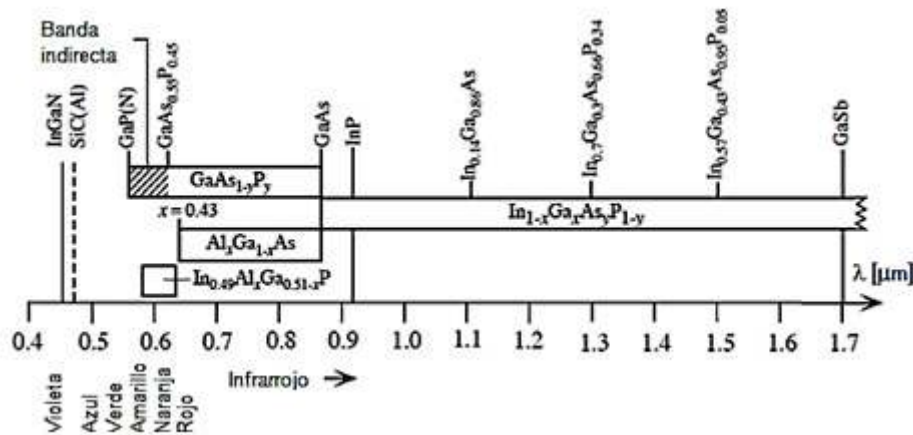 Banda
indirecta
InGaN
SiC(Al)
GaP(N)
GaAs0.55P0.45
GaAs
InP
In0.14Ga0.86As
In0.7Ga0.3As0.66P0.34
In0.57Ga0.43As0.95P0.05
GaSb
GaAs1-yPy
x = 0.43
In1-xGaxAsyP1-y
AlxGa1-xAs
In0.49AlxGa0.51-xP
λ [μm]
0.4 0.5 0.6 0.7 0.8 0.9 1.0 1.1 1.2 1.3 1.4 1.5 1.6 1.7
Infrarrojo
Violeta
Azul
Verde
Amarillo
Naranja
Rojo